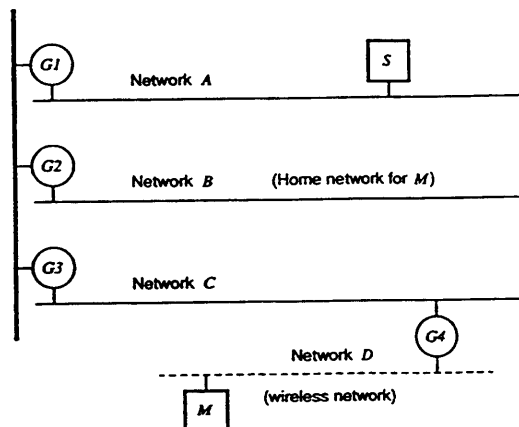 G1
Network A
S
G2
Network B (Home network for M)
G3
Network C
G4
Network D
(wireless network)
M